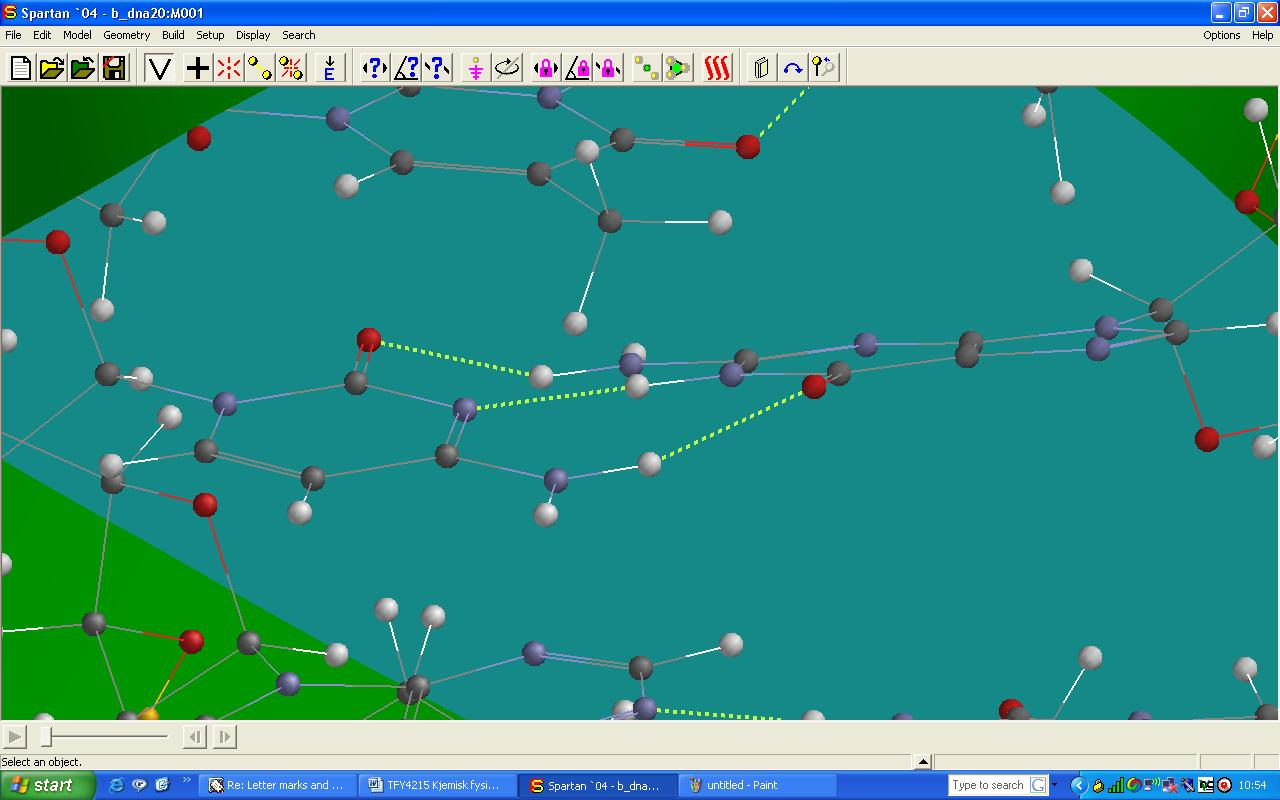 Spartan `04 - b_dna20:M001
File Edit Model Geometry Build Setup Display Search Options Help
Select an object.
start Re: Letter marks and ... TFY4215 Kjemisk fysi... Spartan `04 - b_dna... untitled - Paint Type to search 10:54